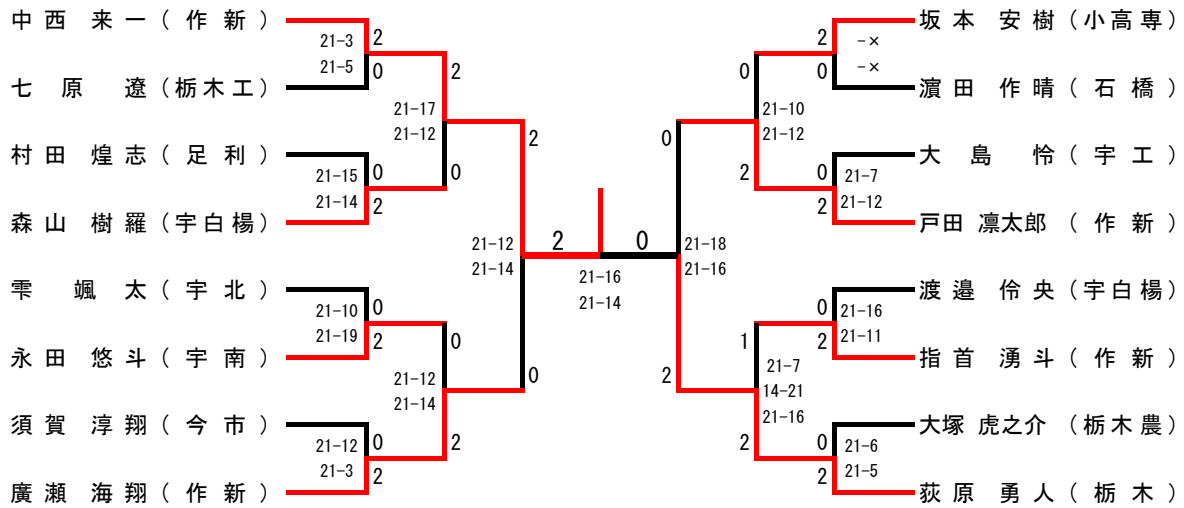 中西 来一（作新）
21-3 2
21-5 0
七原 遼（栃木工）
2
21-17
21-12
0
村田 煌志（足利）
21-15 0
21-14 2
森山 樹羅（宇白楊）
2
21-12
21-14
0
雫 颯太（宇北）
21-10 0
21-19 2
永田 悠斗（宇南）
0
21-12
21-14
2
須賀 淳翔（今市）
21-12 0
21-3 2
廣瀬 海翔（作新）
2 0
21-16
21-14
坂本 安樹（小高専）
2 -×
0 -×
濵田 作晴（石橋）
0
21-10
21-12
2
大島 怜（宇工）
0 21-7
2 21-12
戸田 凛太郎（作新）
0
21-18
21-16
2
渡邉 伶央（宇白楊）
0 21-16
2 21-11
指首 湧斗（作新）
1
21-7
14-21
21-16
2
大塚 虎之介（栃木農）
0 21-6
2 21-5
荻原 勇人（栃木）